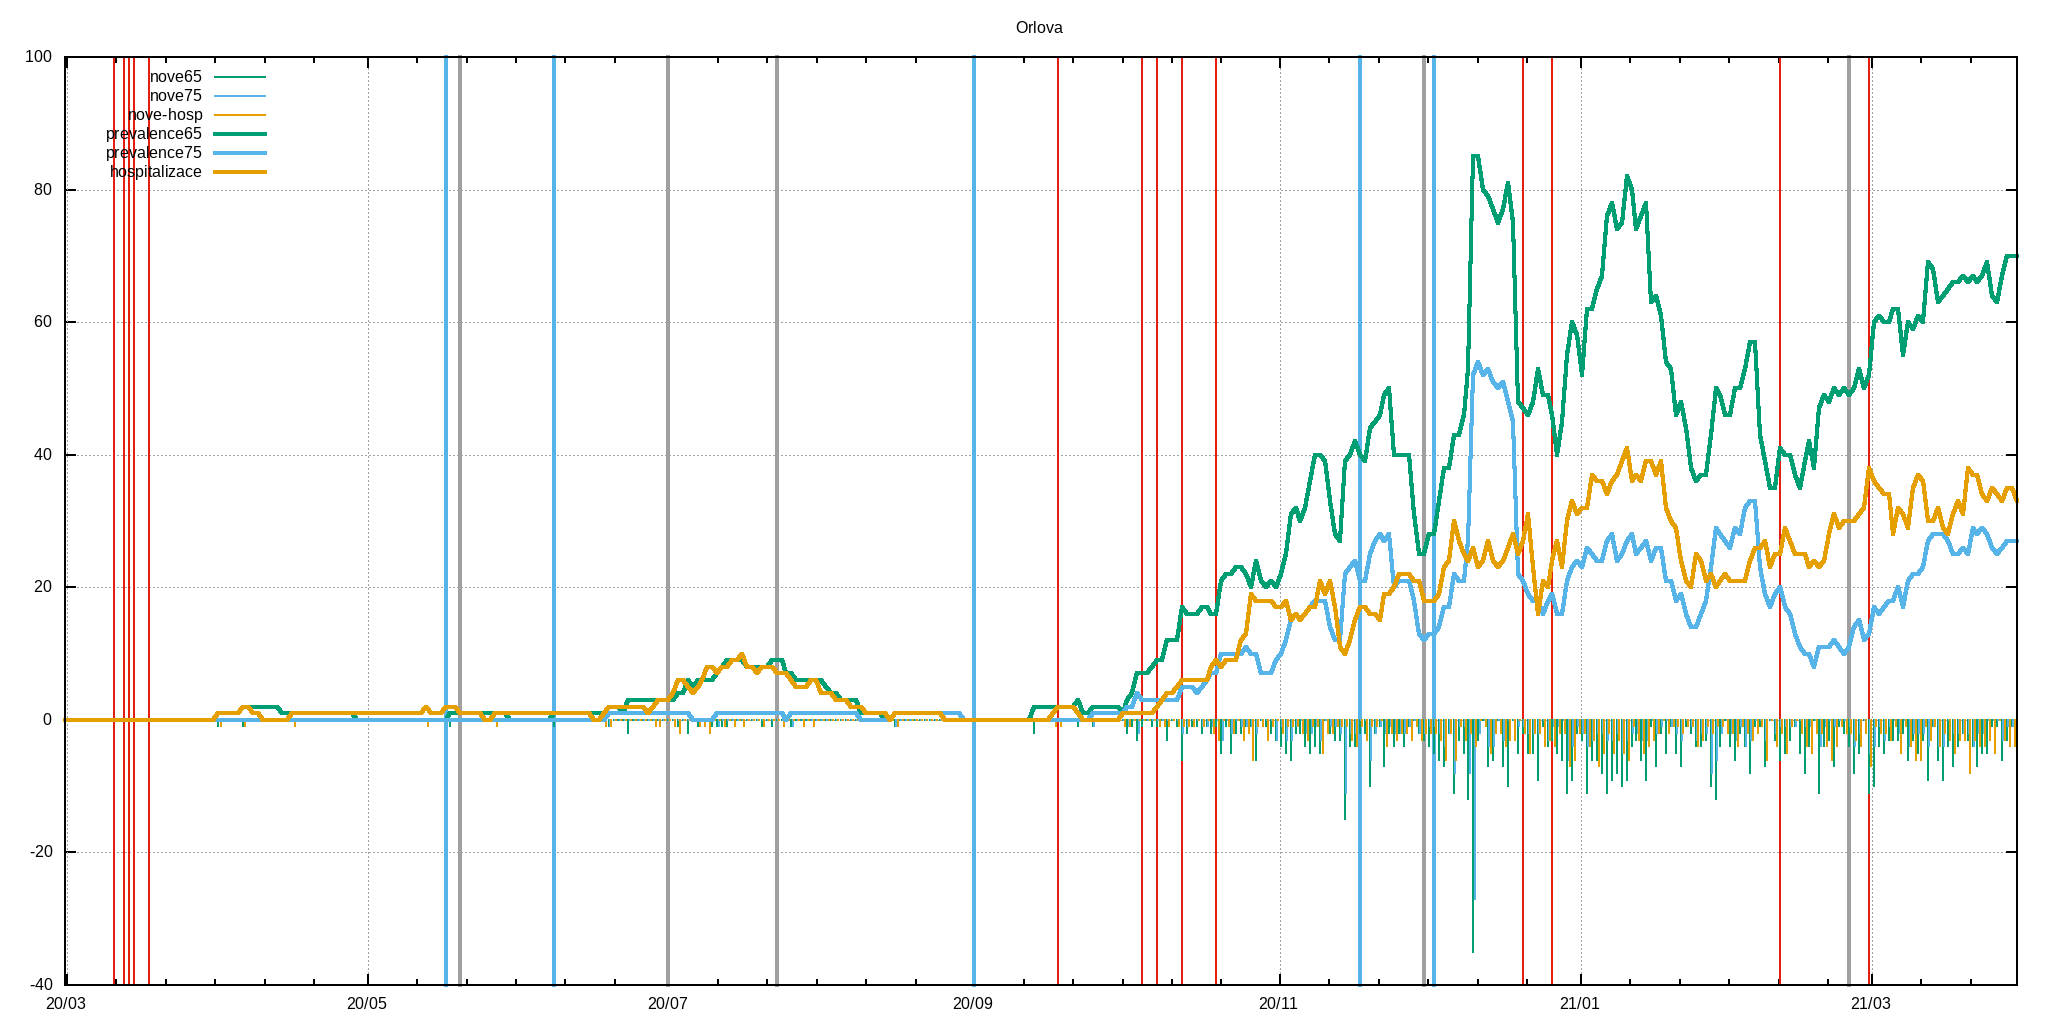 Orlova
100
80
60
40
20
0
-20
-40
nove65
nove75
nove-hosp
prevalence65
prevalence75
hospitalizace
20/03 20/05 20/07 20/09 20/11 21/01 21/03